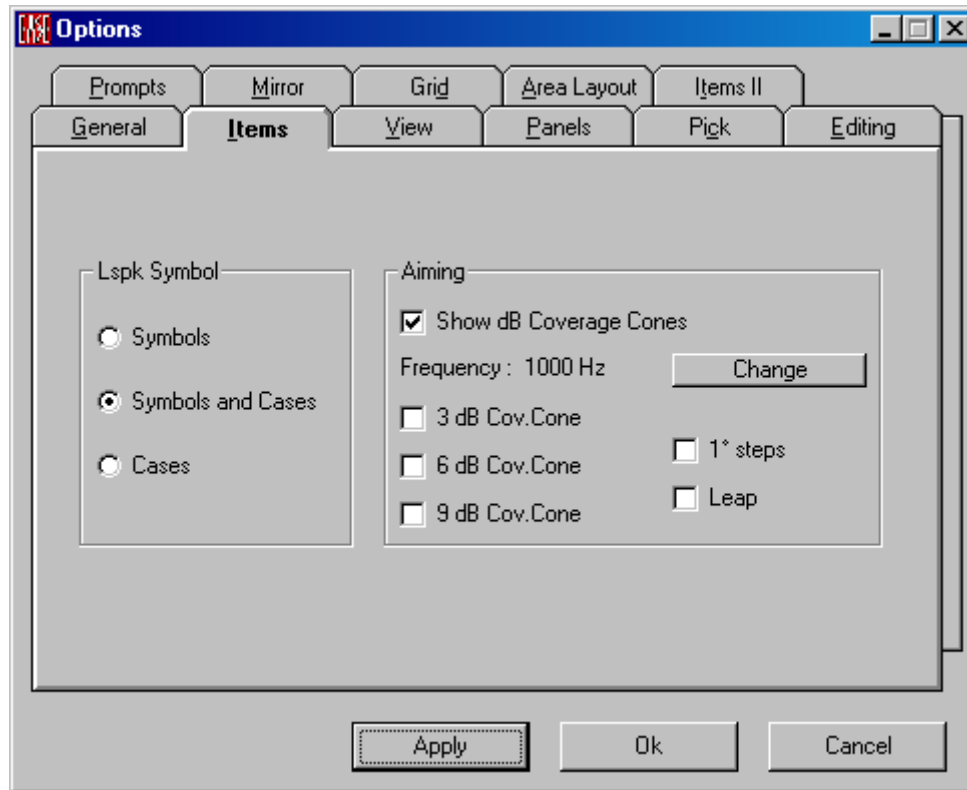 EASE Options
Prompts Mirror Grid Area Layout Items II
General Items View Panels Pick Editing
Lspk Symbol
Symbols
Symbols and Cases
Cases
Aiming
Show dB Coverage Cones
Frequency : 1000 Hz Change
3 dB Cov.Cone
6 dB Cov.Cone
9 dB Cov.Cone
1° steps
Leap
Apply Ok Cancel